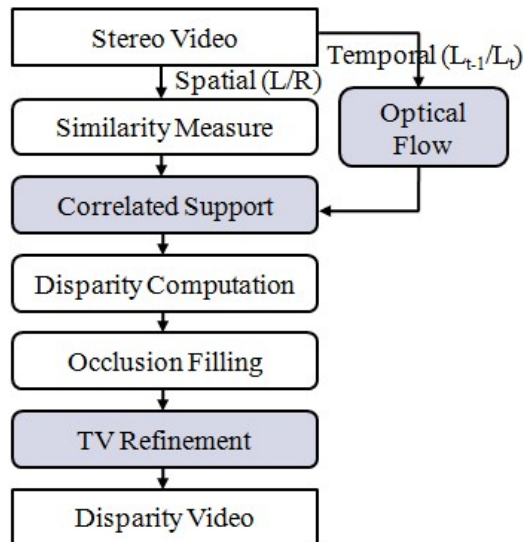 Stereo Video
Temporal (Lt-1/Lt)
Spatial (L/R)
Similarity Measure
Optical
Flow
Correlated Support
Disparity Computation
Occlusion Filling
TV Refinement
Disparity Video